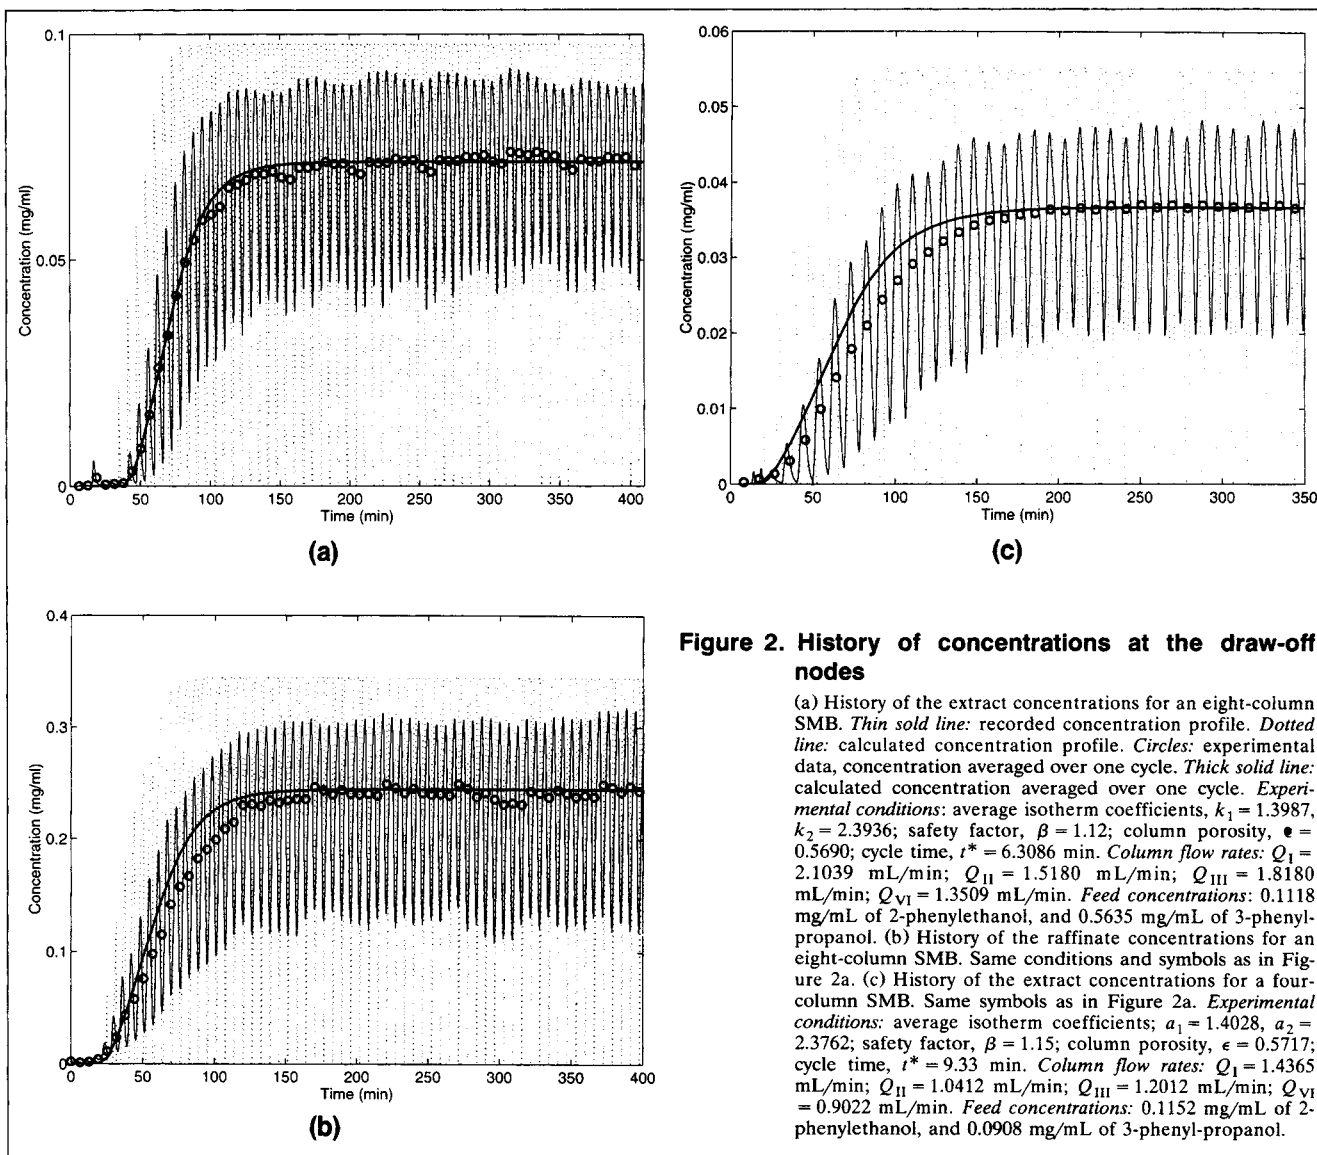 0.1
0.05
0
Concentration (mg/ml)
0
50
100
150
200
250
300
350
400
Time (min)
(a)
0.06
0.05
0.04
0.03
0.02
0.01
0
Concentration (mg/ml)
0
50
100
150
200
250
300
350
Time (min)
(c)
0.4
0.3
0.2
0.1
0
Concentration (mg/ml)
0
50
100
150
200
250
300
350
400
Time (min)
(b)
Figure 2. History of concentrations at the draw-off
nodes
(a) History of the extract concentrations for an eight-column
SMB. Thin sold line: recorded concentration profile. Dotted
line: calculated concentration profile. Circles: experimental
data, concentration averaged over one cycle. Thick solid line:
calculated concentration averaged over one cycle. Experi-
mental conditions: average isotherm coefficients, k₁ = 1.3987,
k₂ = 2.3936; safety factor, β = 1.12; column porosity, ϵ =
0.5690; cycle time, t* = 6.3086 min. Column flow rates: Q_I =
2.1039 mL/min; Q_II = 1.5180 mL/min; Q_III = 1.8180
mL/min; Q_VI = 1.3509 mL/min. Feed concentrations: 0.1118
mg/mL of 2-phenylethanol, and 0.5635 mg/mL of 3-phenyl-
propanol. (b) History of the raffinate concentrations for an
eight-column SMB. Same conditions and symbols as in Fig-
ure 2a. (c) History of the extract concentrations for a four-
column SMB. Same symbols as in Figure 2a. Experimental
conditions: average isotherm coefficients; a₁ = 1.4028, a₂ =
2.3762; safety factor, β = 1.15; column porosity, ϵ = 0.5717;
cycle time, t* = 9.33 min. Column flow rates: Q_I = 1.4365
mL/min; Q_II = 1.0412 mL/min; Q_III = 1.2012 mL/min; Q_VI
= 0.9022 mL/min. Feed concentrations: 0.1152 mg/mL of 2-
phenylethanol, and 0.0908 mg/mL of 3-phenyl-propanol.